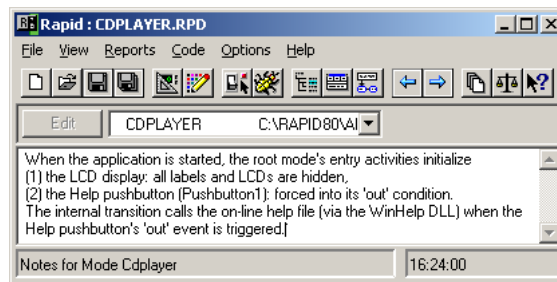 Rapid : CDPLAYER.RPD
File View Reports Code Options Help
Edit CDPLAYER C:\RAPID80\AI
When the application is started, the root mode's entry activities initialize
(1) the LCD display: all labels and LCDs are hidden,
(2) the Help pushbutton (Pushbutton1): forced into its 'out' condition.
The internal transition calls the on-line help file (via the WinHelp DLL) when the
Help pushbutton's 'out' event is triggered.
Notes for Mode Cdplayer 16:24:00